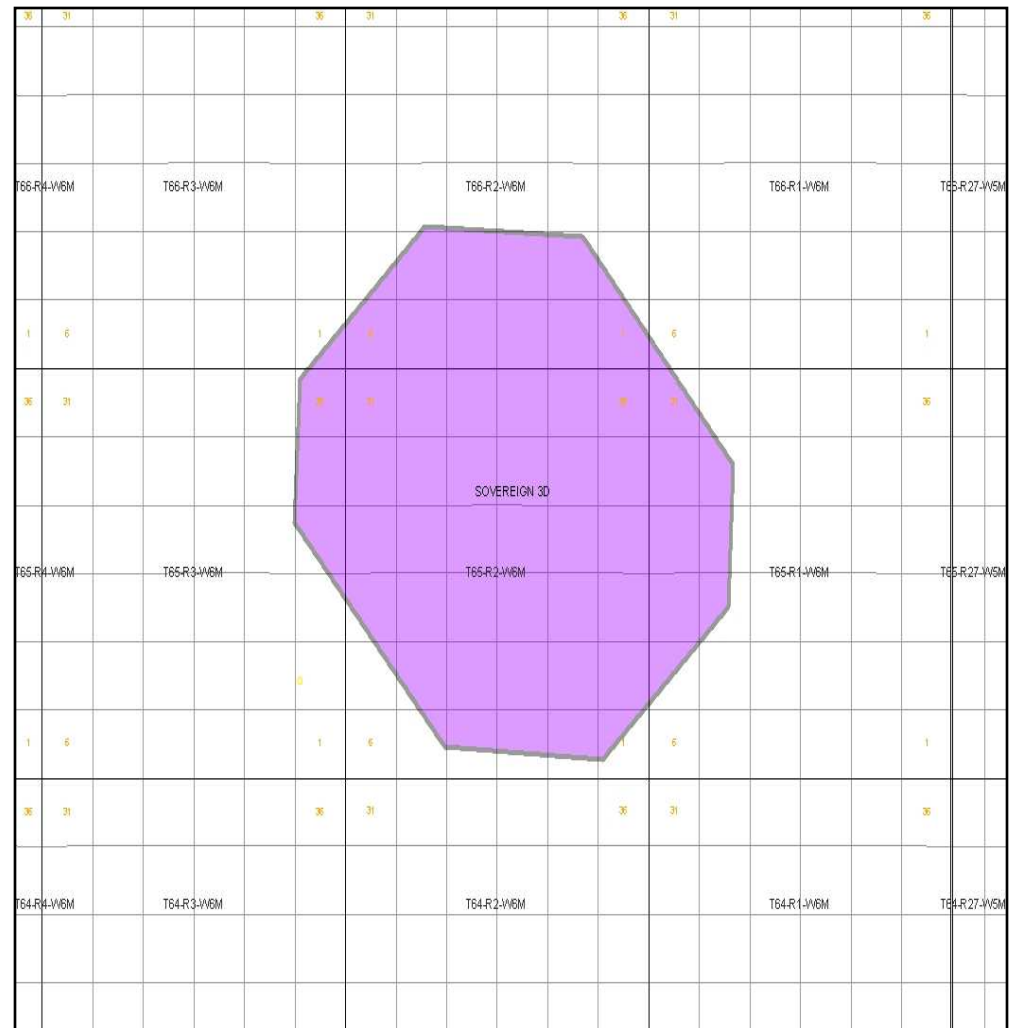 36 31 36 31 36
T66-R4-W6M T66-R3-W6M T66-R2-W6M T66-R1-W6M T66-R27-W5M
1 6 1 6 1 6 1
36 31 36 31 36 31 36
SOVEREIGN 3D
T65-R4-W6M T65-R3-W6M T65-R2-W6M T65-R1-W6M T65-R27-W5M
1 6 1 6 1 6 1
36 31 36 31 36 31 36
T64-R4-W6M T64-R3-W6M T64-R2-W6M T64-R1-W6M T64-R27-W5M